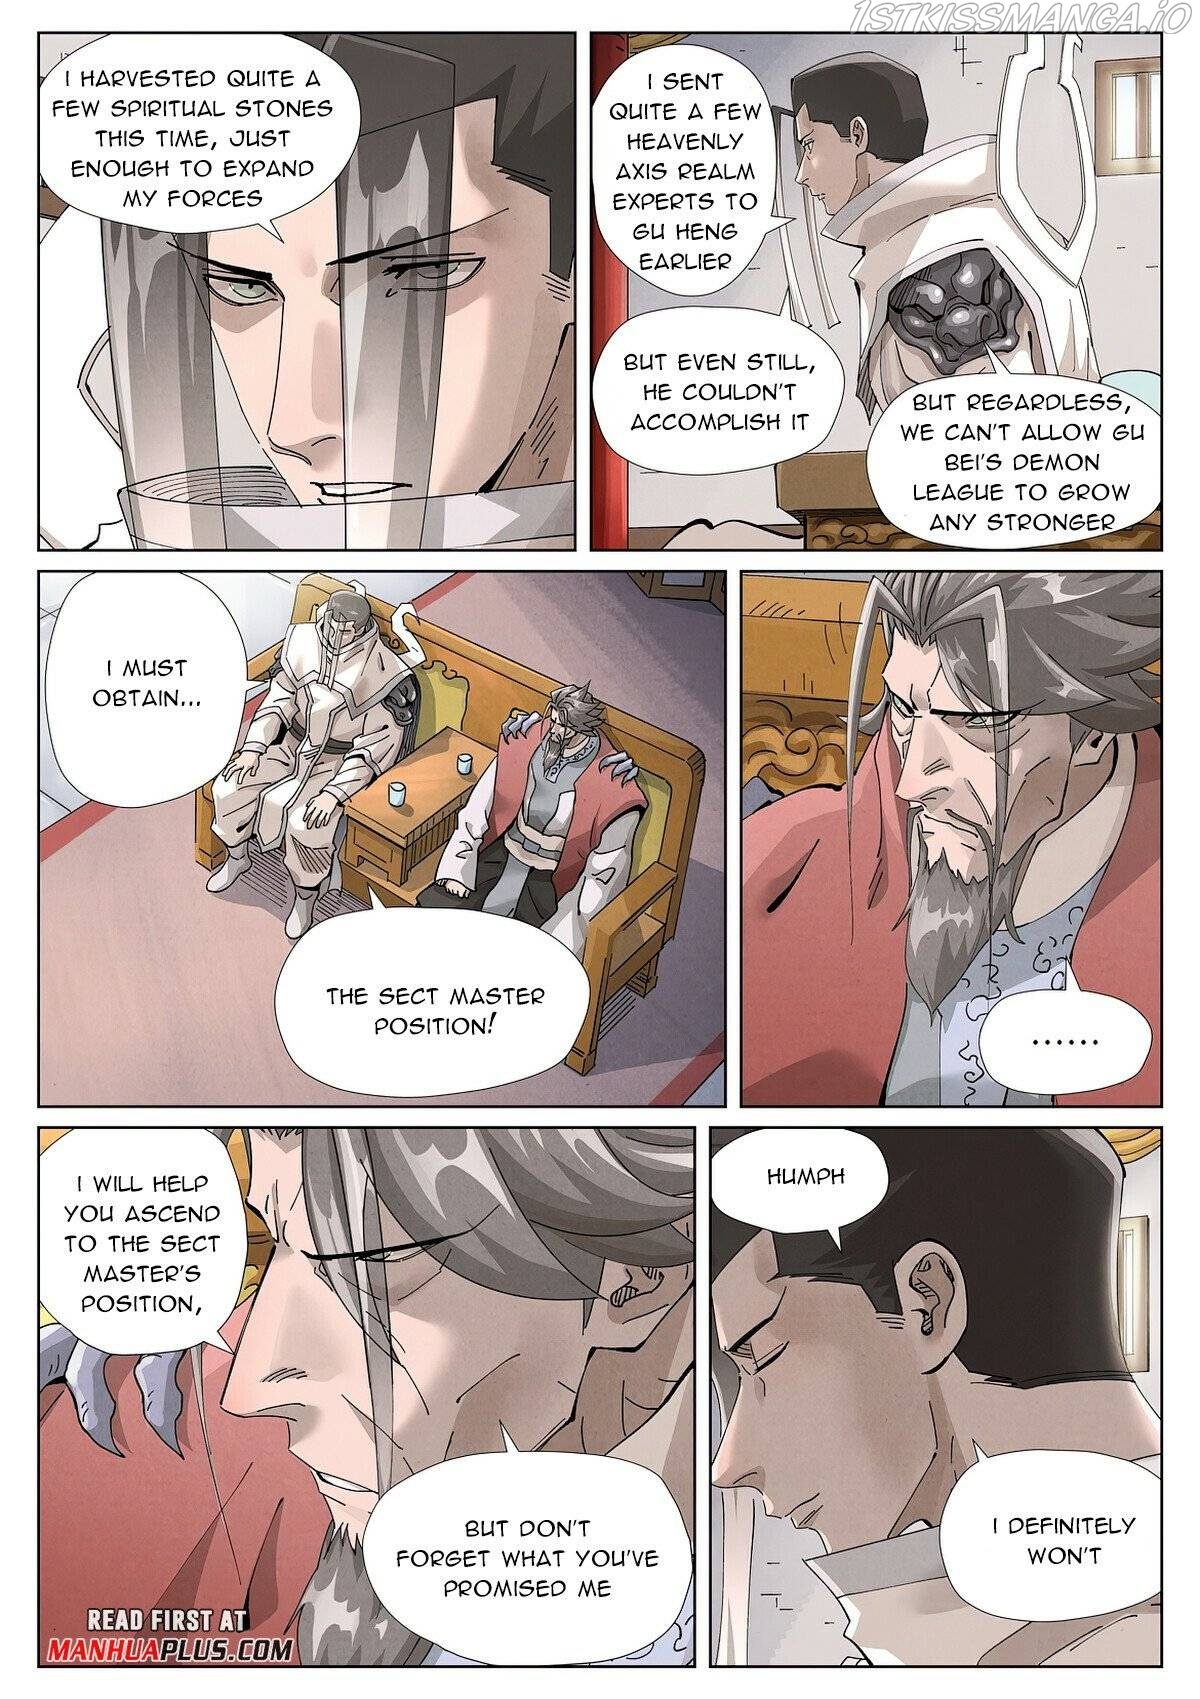 1STKISSMANGA.IO
I HARVESTED QUITE A
FEW SPIRITUAL STONES
THIS TIME, JUST
ENOUGH TO EXPAND
MY FORCES
I SENT
QUITE A FEW
HEAVENLY
AXIS REALM
EXPERTS TO
GU HENG
EARLIER
BUT EVEN STILL,
HE COULDN'T
ACCOMPLISH IT
BUT REGARDLESS,
WE CAN'T ALLOW GU
BEI'S DEMON
LEAGUE TO GROW
ANY STRONGER
I MUST
OBTAIN...
THE SECT MASTER
POSITION!
......
I WILL HELP
YOU ASCEND
TO THE SECT
MASTER'S
POSITION,
BUT DON'T
FORGET WHAT YOU'VE
PROMISED ME
HUMPH
I DEFINITELY
WON'T
READ FIRST AT
MANHUAPLUS.COM